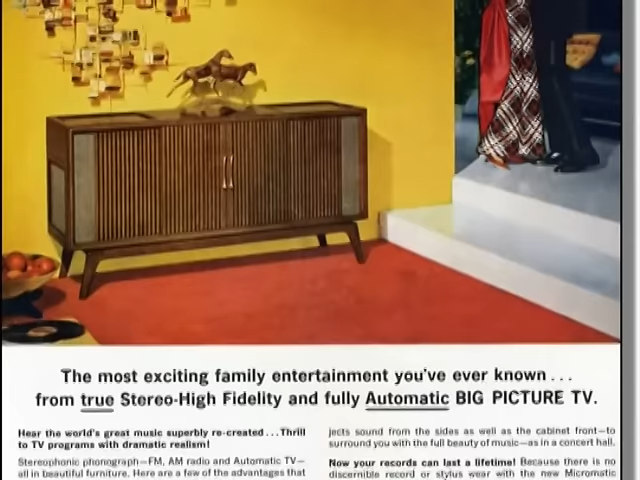 The most exciting family entertainment you've ever known...
from true Stereo-High Fidelity and fully Automatic BIG PICTURE TV.
Hear the world's great music superbly re-created...Thrill
to TV programs with dramatic realism!
Stereophonic phonograph—FM, AM radio and Automatic TV—
all in beautiful furniture. Here are a few of the advantages that
jects sound from the sides as well as the cabinet front—to
surround you with the full beauty of music—as in a concert hall.
Now your records can last a lifetime! Because there is no
discernible record or stylus wear with the new Micromatic